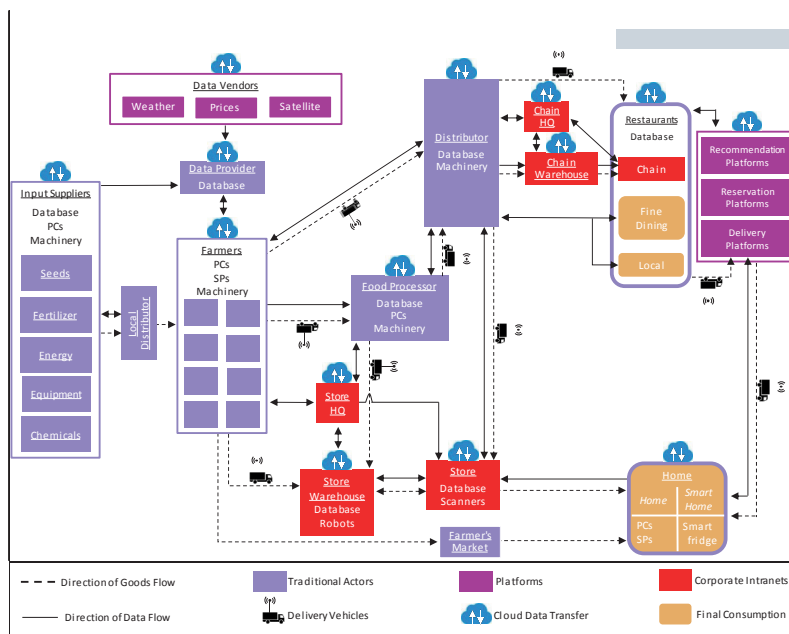 Data Vendors
Weather
Prices
Satellite
Data Provider
Database
Input Suppliers
Database
PCs
Machinery
Seeds
Fertilizer
Energy
Equipment
Chemicals
Local
Distributor
Farmers
PCs
SPs
Machinery
Food Processor
Database
PCs
Machinery
Distributor
Database
Machinery
Chain
HQ
Chain
Warehouse
Restaurants
Database
Chain
Fine
Dining
Local
Recommendation
Platforms
Reservation
Platforms
Delivery
Platforms
Store
HQ
Store
Warehouse
Database
Robots
Store
Database
Scanners
Farmer's
Market
Home
Home
Smart
Home
PCs
SPs
Smart
fridge
Direction of Goods Flow
Traditional Actors
Platforms
Corporate Intranets
Direction of Data Flow
Delivery Vehicles
Cloud Data Transfer
Final Consumption